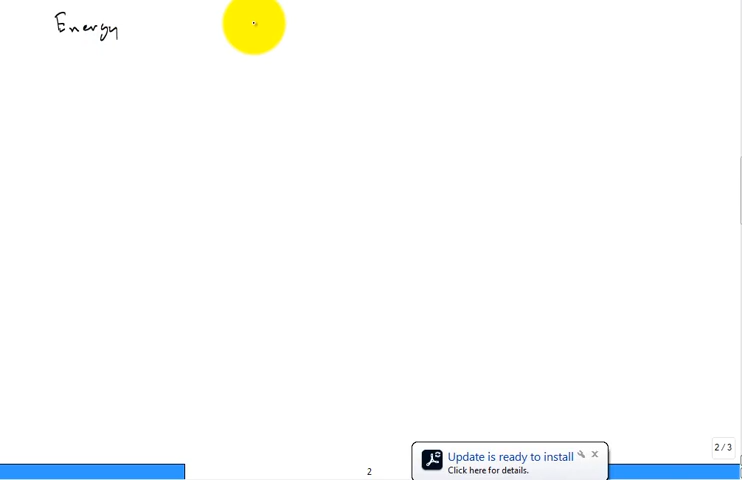 Energy
2 / 3
Update is ready to install
Click here for details.
2